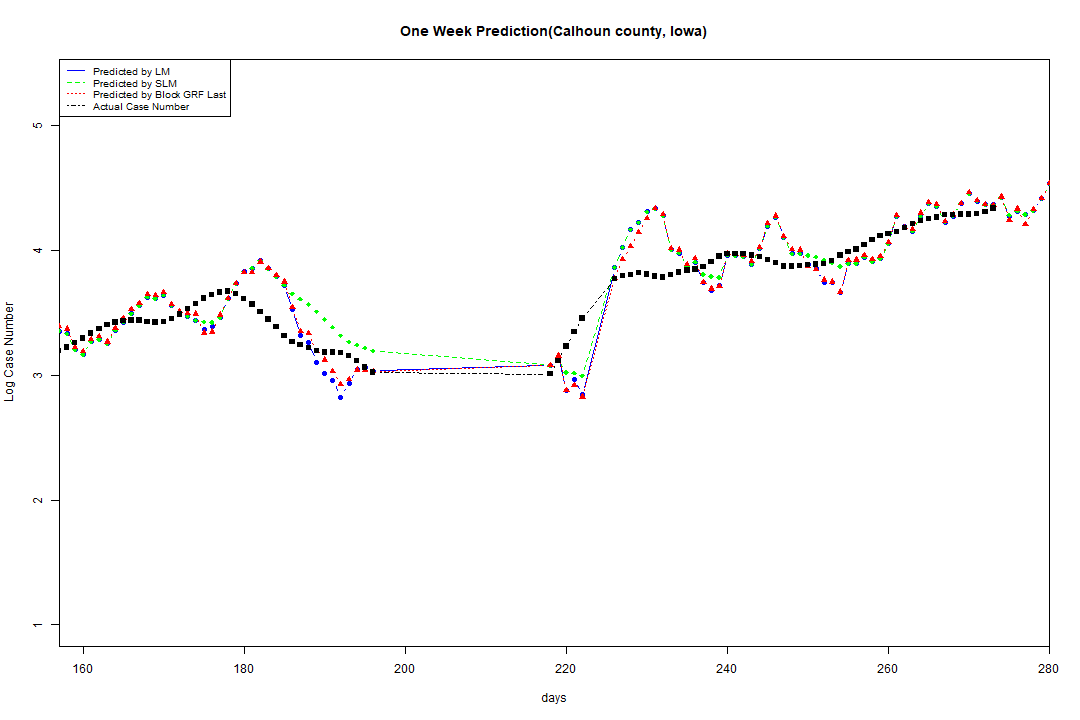 One Week Prediction(Calhoun county, Iowa)
Predicted by LM
Predicted by SLM
Predicted by Block GRF Last
Actual Case Number
5
4
3
2
1
Log Case Number
160 180 200 220 240 260 280
days